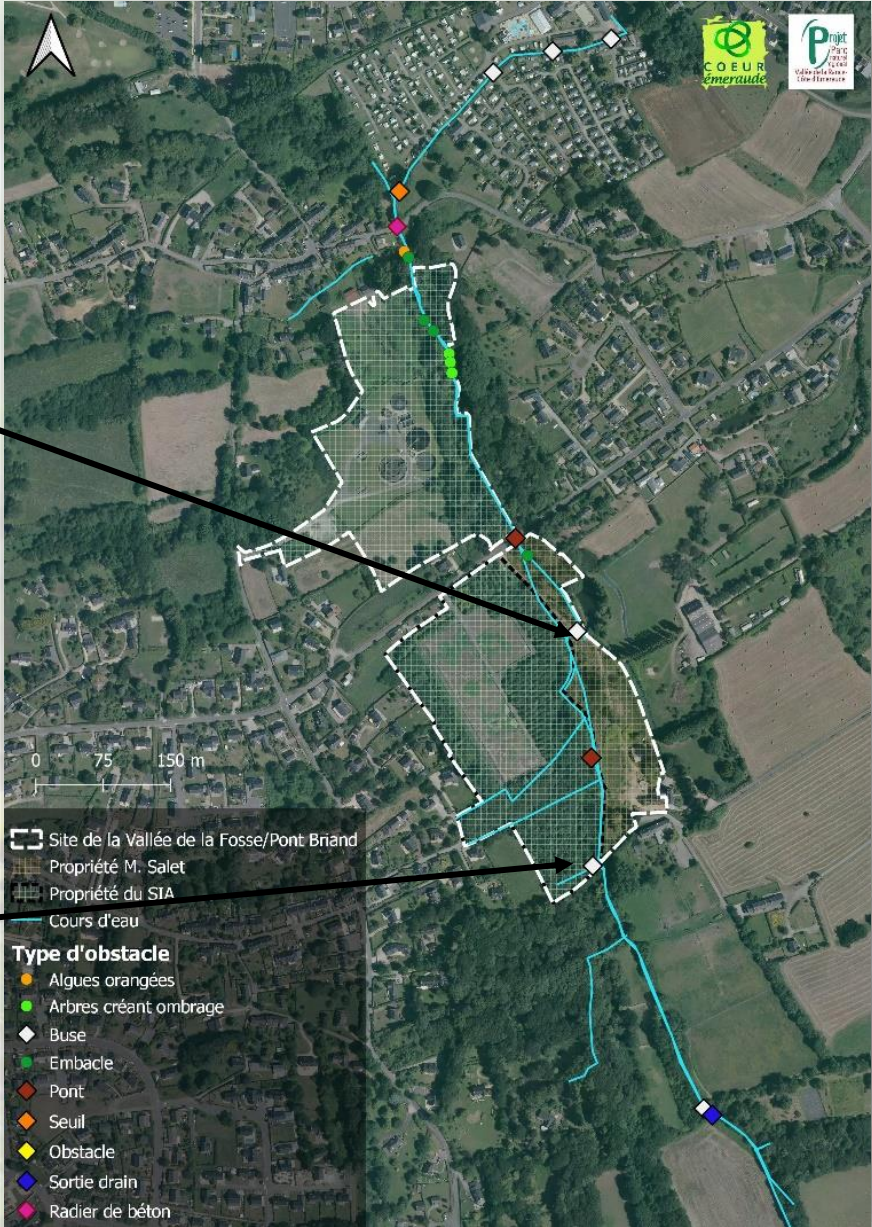 COEUR
émeraude
Projet
Parc
naturel
régional
Vallée de la Rance-
Côte d'Emeraude
0 75 150 m
Site de la Vallée de la Fosse/Pont Briand
Propriété M. Salet
Propriété du SIA
Cours d'eau
Type d'obstacle
Algues orangées
Arbres créant ombrage
Buse
Embacle
Pont
Seuil
Obstacle
Sortie drain
Radier de béton